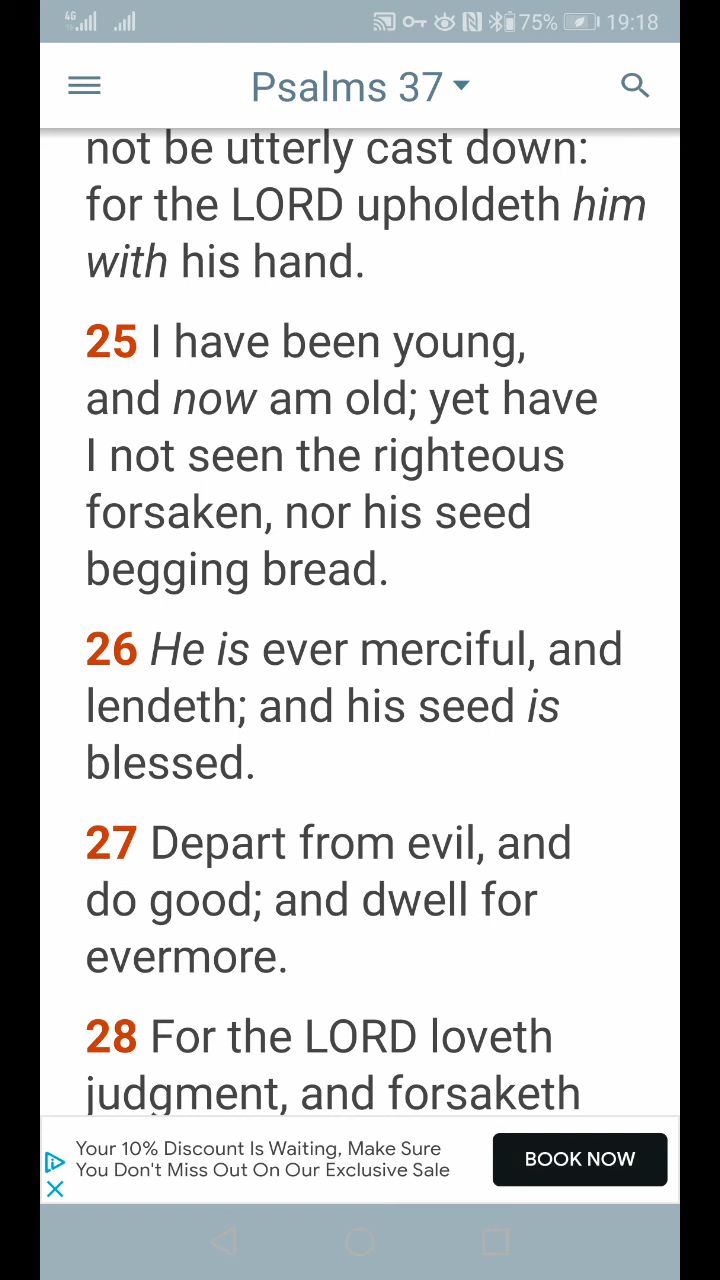 4G
75%
19:18
Psalms 37
not be utterly cast down:
for the LORD upholdeth him
with his hand.
25 I have been young,
and now am old; yet have
I not seen the righteous
forsaken, nor his seed
begging bread.
26 He is ever merciful, and
lendeth; and his seed is
blessed.
27 Depart from evil, and
do good; and dwell for
evermore.
28 For the LORD loveth
judgment, and forsaketh
Your 10% Discount Is Waiting, Make Sure
You Don't Miss Out On Our Exclusive Sale
BOOK NOW